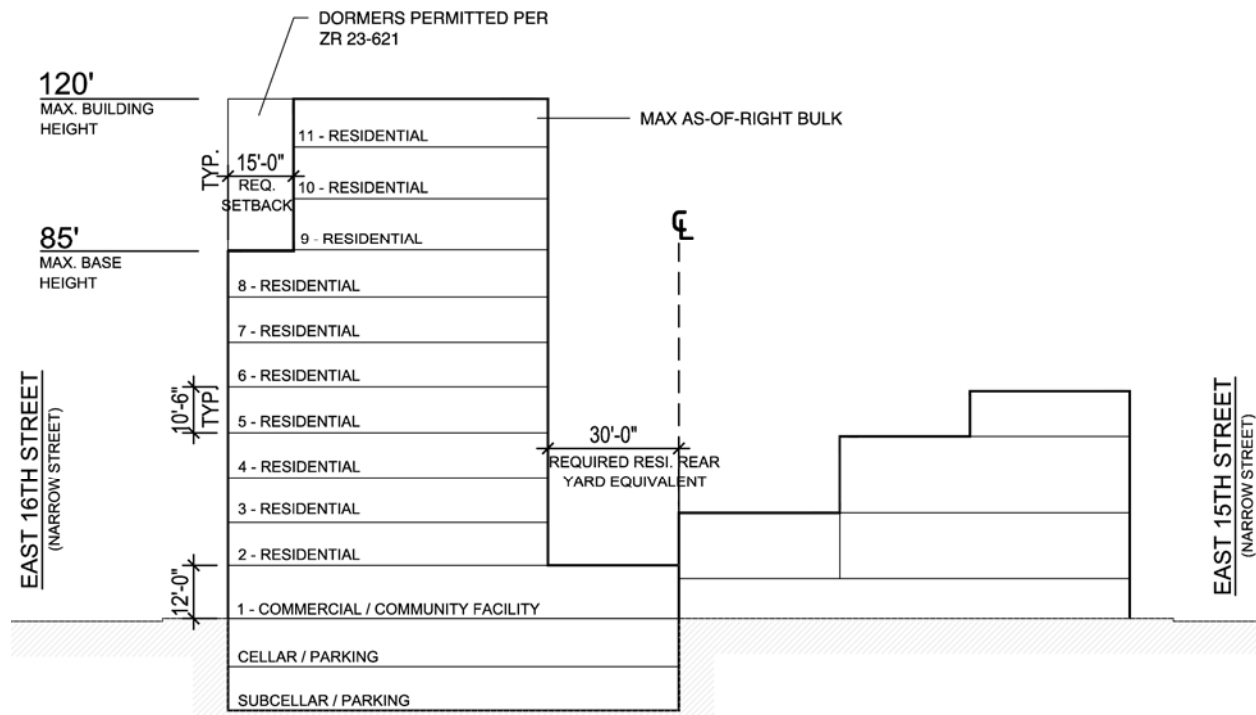 DORMERS PERMITTED PER
ZR 23-621
120'
MAX. BUILDING
HEIGHT
MAX AS-OF-RIGHT BULK
11 - RESIDENTIAL
TYP.
15'-0"
REQ.
SETBACK
10 - RESIDENTIAL
9 - RESIDENTIAL
85'
MAX. BASE
HEIGHT
℄
8 - RESIDENTIAL
7 - RESIDENTIAL
6 - RESIDENTIAL
10'-6"
TYP
5 - RESIDENTIAL
30'-0"
REQUIRED RESI. REAR
YARD EQUIVALENT
4 - RESIDENTIAL
3 - RESIDENTIAL
2 - RESIDENTIAL
12'-0"
1 - COMMERCIAL / COMMUNITY FACILITY
CELLAR / PARKING
SUBCELLAR / PARKING
EAST 16TH STREET
(NARROW STREET)
EAST 15TH STREET
(NARROW STREET)